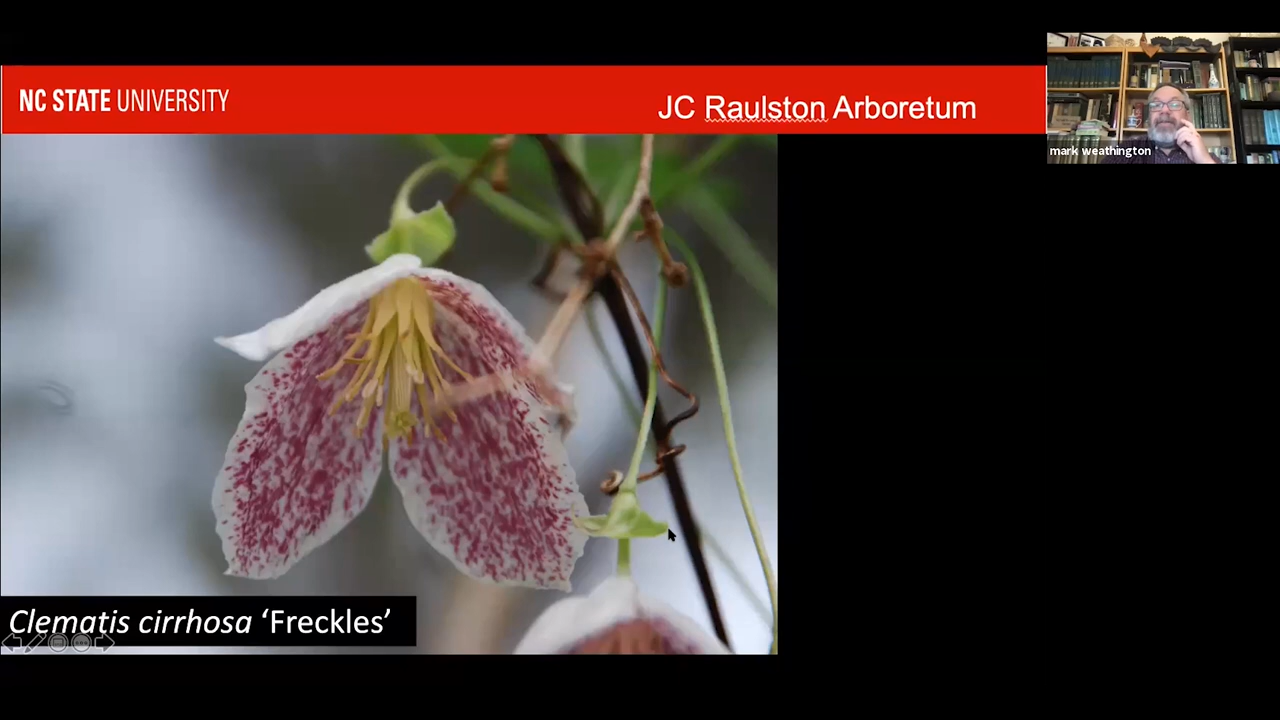 NC STATE UNIVERSITY
JC Raulston Arboretum
mark weathington
Clematis cirrhosa ‘Freckles’